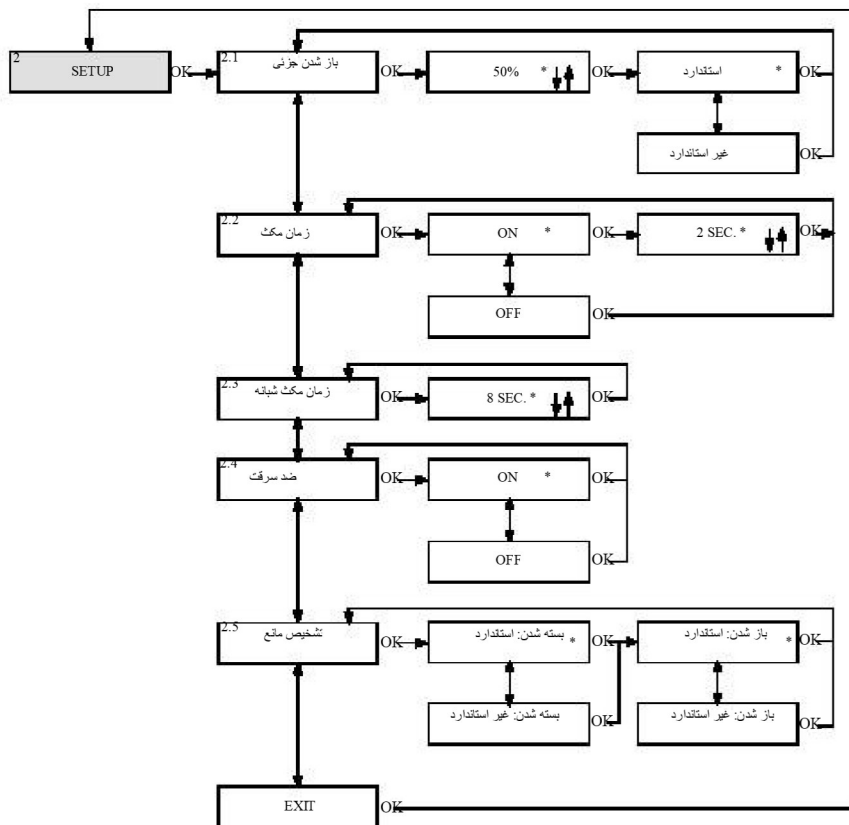 2
SETUP
OK
2.1
باز شدن جزئی
OK
50% *
OK
استاندارد *
OK
غیر استاندارد
OK
2.2
زمان مکث
OK
ON *
OK
2 SEC. *
OK
OFF
OK
2.3
زمان مکث شبانه
OK
8 SEC. *
OK
2.4
ضد سرقت
OK
ON *
OK
OFF
OK
2.5
تشخیص مانع
OK
بسته شدن: استاندارد *
OK
باز شدن: استاندارد *
OK
بسته شدن: غیر استاندارد
OK
باز شدن: غیر استاندارد
OK
EXIT
OK